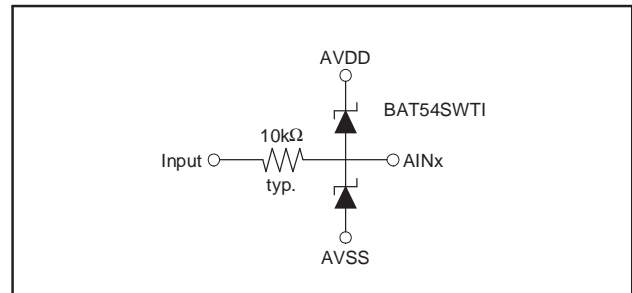 AVDD
BAT54SWTI
10kΩ
Input
AINx
typ.
AVSS